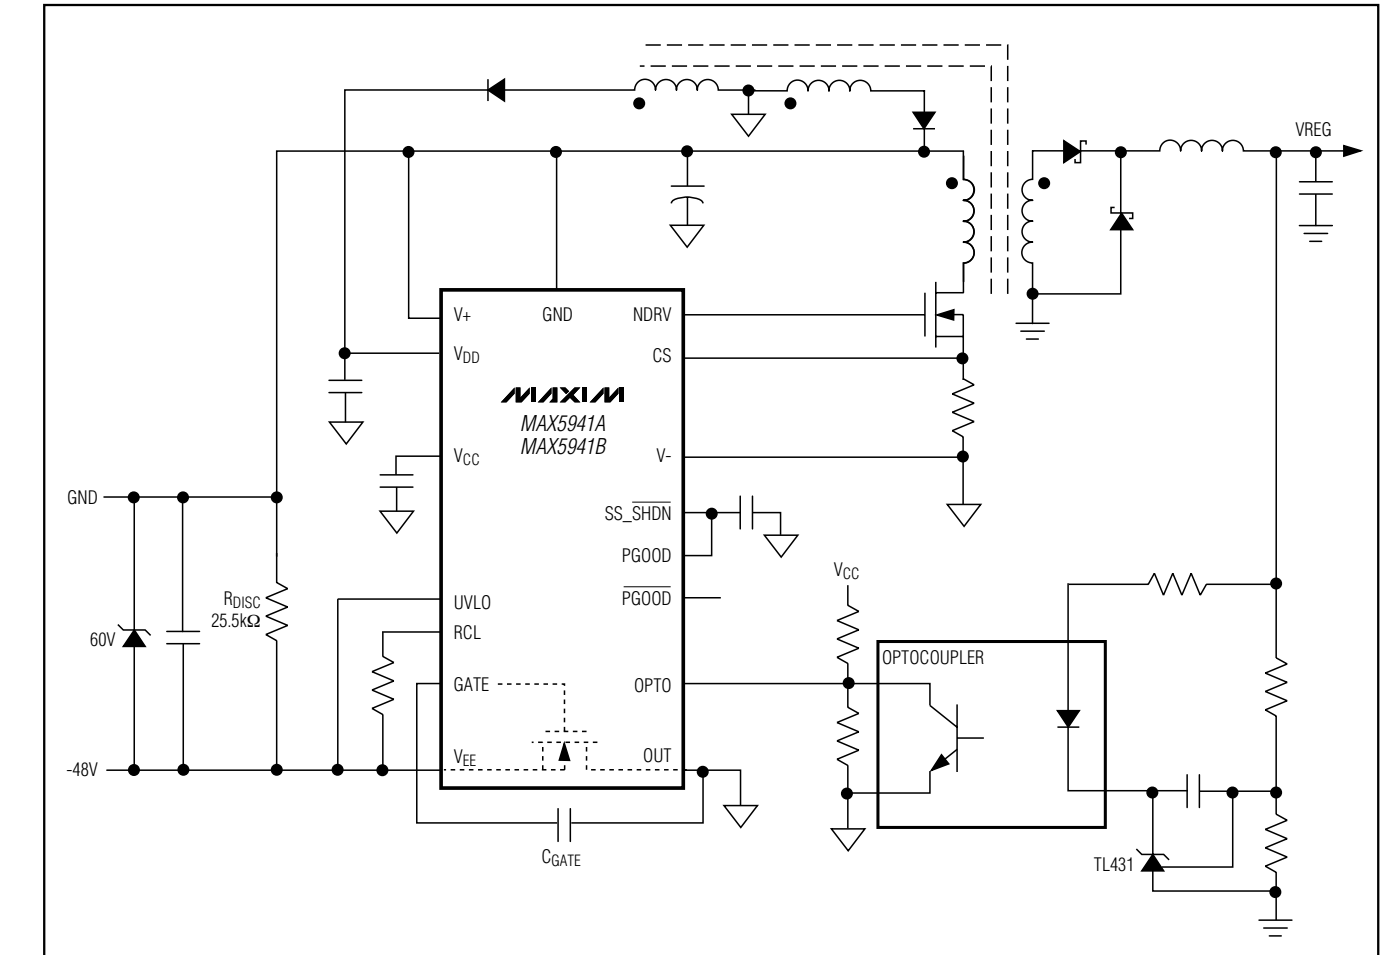 VREG
V+
GND
NDRV
VDD
CS
MAXIM
MAX5941A
MAX5941B
VCC
V-
GND
SS_SHDN
PGOOD
VCC
RDISC
25.5kΩ
UVLO
PGOOD
60V
RCL
OPTOCOUPLER
GATE
OPTO
-48V
VEE
OUT
CGATE
TL431